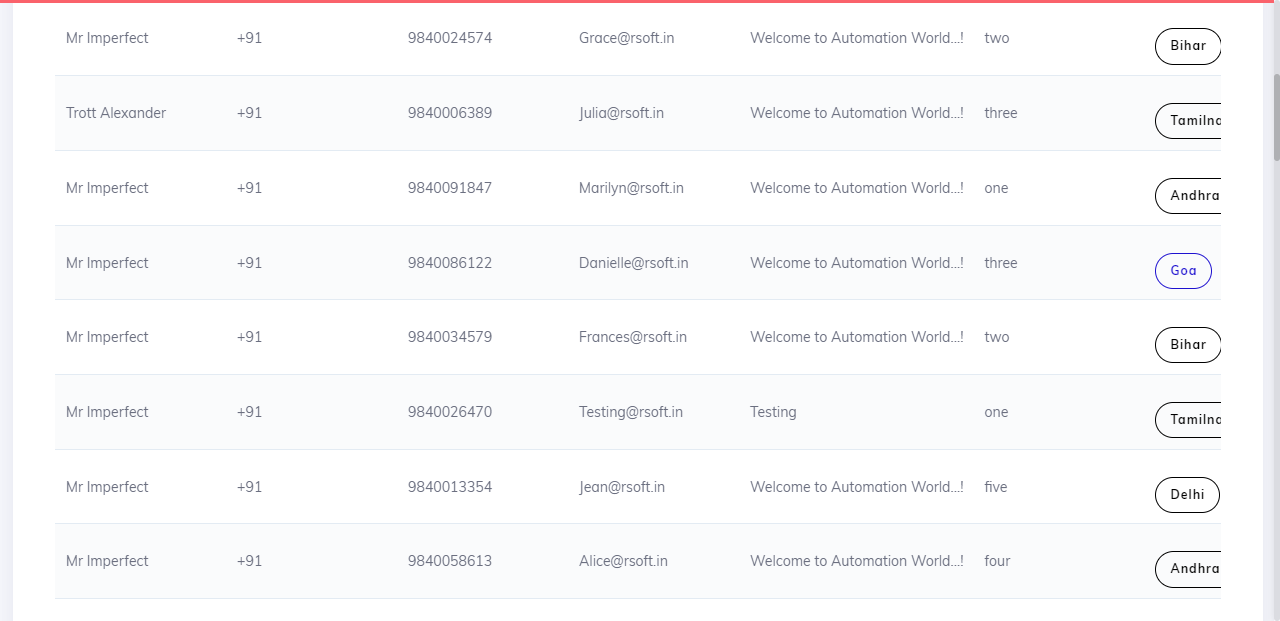 Mr Imperfect +91 9840024574 Grace@rsoft.in Welcome to Automation World...! two Bihar
Trott Alexander +91 9840006389 Julia@rsoft.in Welcome to Automation World...! three Tamilna
Mr Imperfect +91 9840091847 Marilyn@rsoft.in Welcome to Automation World...! one Andhra
Mr Imperfect +91 9840086122 Danielle@rsoft.in Welcome to Automation World...! three Goa
Mr Imperfect +91 9840034579 Frances@rsoft.in Welcome to Automation World...! two Bihar
Mr Imperfect +91 9840026470 Testing@rsoft.in Testing one Tamilna
Mr Imperfect +91 9840013354 Jean@rsoft.in Welcome to Automation World...! five Delhi
Mr Imperfect +91 9840058613 Alice@rsoft.in Welcome to Automation World...! four Andhra